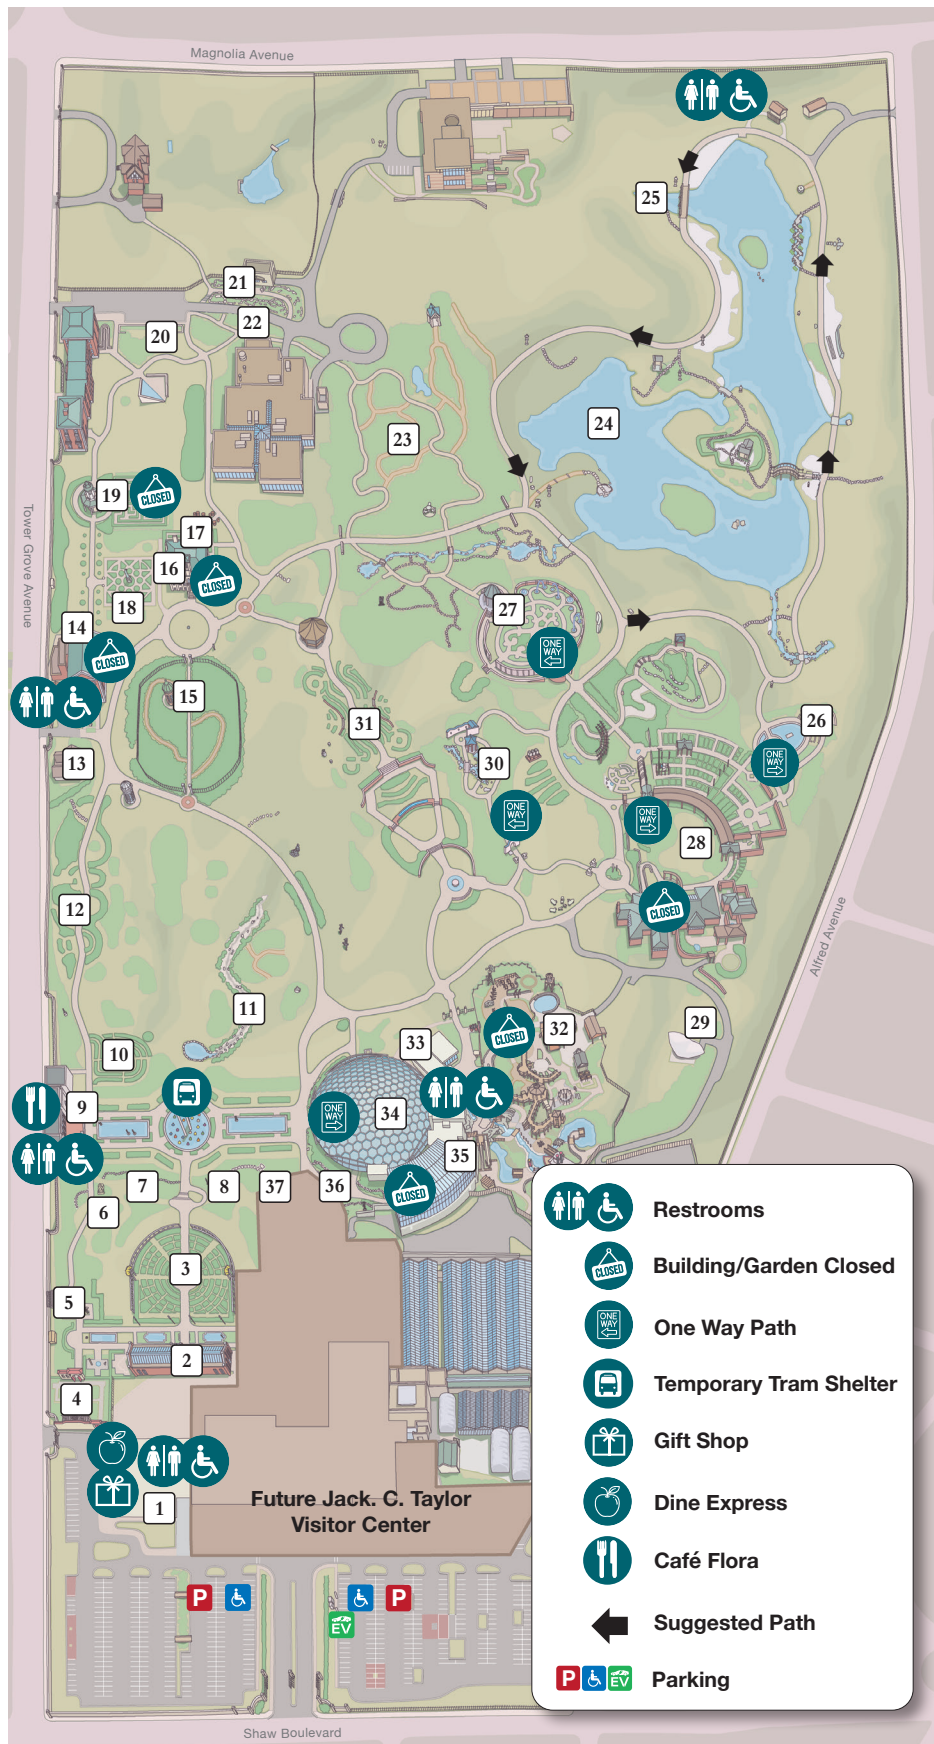 Magnolia Avenue
25
21
22
20
24
23
19
CLOSED
17
16
CLOSED
Tower Grove Avenue
18
27
14
CLOSED
ONE
WAY
15
26
31
13
30
ONE
WAY
ONE
WAY
ONE
WAY
28
12
CLOSED
Alfred Avenue
11
29
32
CLOSED
33
10
9
34
ONE
WAY
35
7
8
37
36
CLOSED
6
3
5
2
4
1
Future Jack. C. Taylor
Visitor Center
P
P
EV
Restrooms
CLOSED
Building/Garden Closed
ONE
WAY
One Way Path
Temporary Tram Shelter
Gift Shop
Dine Express
Café Flora
Suggested Path
P
EV
Parking
Shaw Boulevard